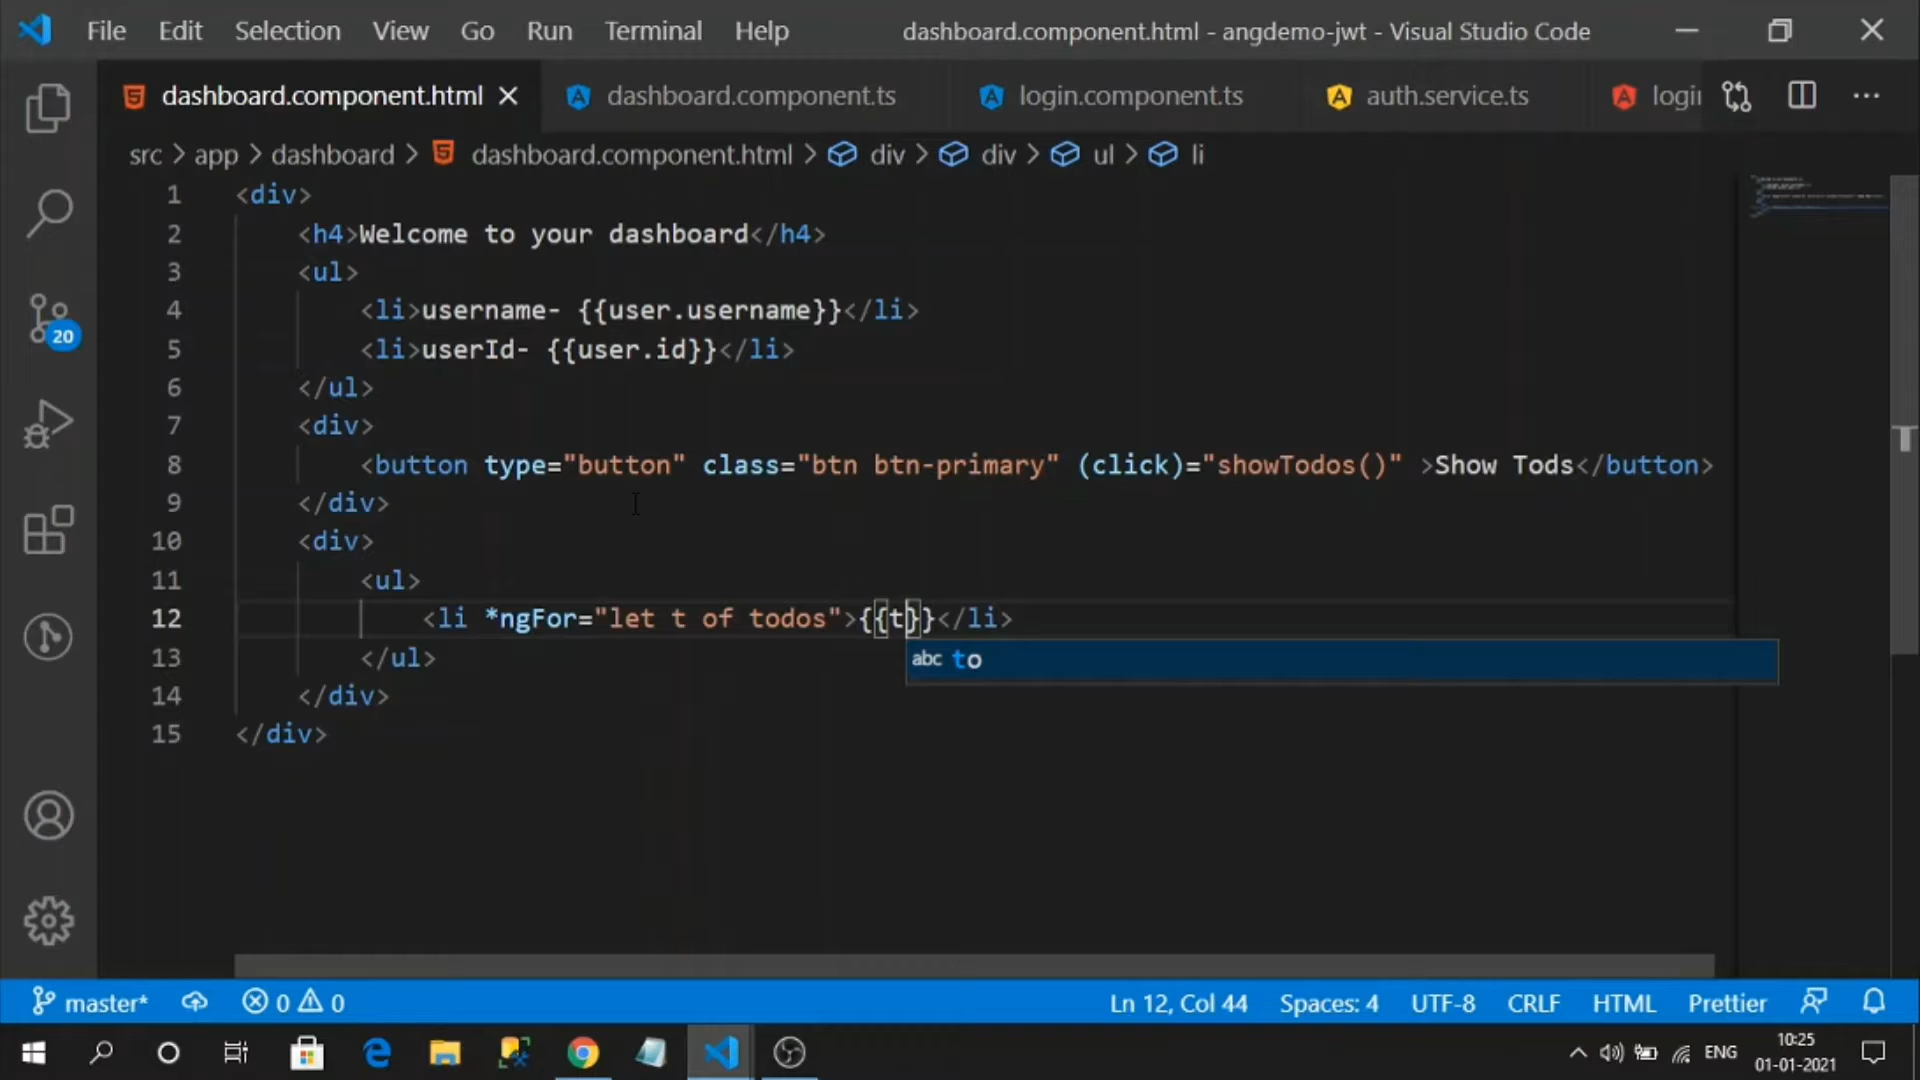 File Edit Selection View Go Run Terminal Help dashboard.component.html - angdemo-jwt - Visual Studio Code
dashboard.component.html dashboard.component.ts login.component.ts auth.service.ts login
src > app > dashboard > dashboard.component.html > div > div > ul > li
1 <div>
2 <h4>Welcome to your dashboard</h4>
3 <ul>
4 <li>username- {{user.username}}</li>
5 <li>userId- {{user.id}}</li>
6 </ul>
7 <div>
8 <button type="button" class="btn btn-primary" (click)="showTodos()" >Show Tods</button>
9 </div>
10 <div>
11 <ul>
12 <li *ngFor="let t of todos">{{t}}</li>
abc to
13 </ul>
14 </div>
15 </div>
20
master* 0 0 Ln 12, Col 44 Spaces: 4 UTF-8 CRLF HTML Prettier
ENG 10:25
01-01-2021